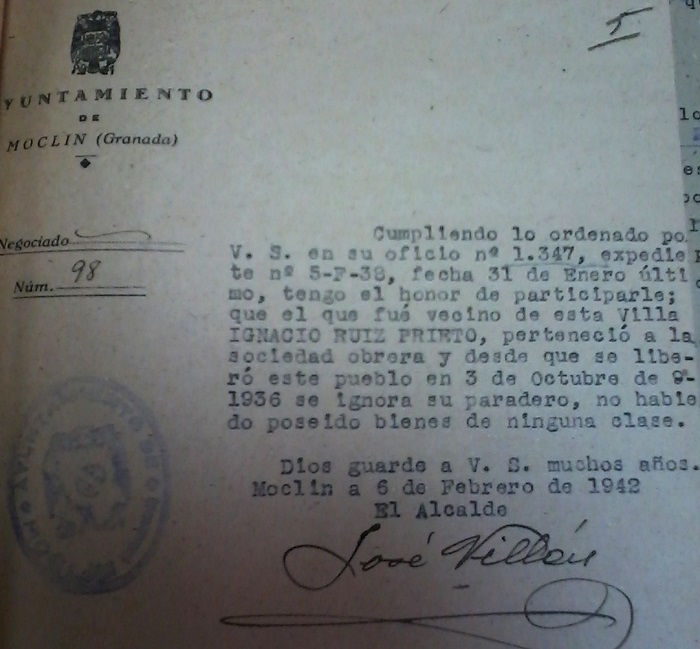 5
AYUNTAMIENTO
DE
MOCLIN (Granada)
Negociado
Núm. 98
Cumpliendo lo ordenado po
V. S. en su oficio nº 1.347, expedie
te nº 5-F-38, fecha 31 de Enero últi
mo, tengo el honor de participarle;
que el que fué vecino de esta Villa
IGNACIO RUIZ PRIETO, perteneció a la
sociedad obrera y desde que se libe-
ró este pueblo en 3 de Octubre de
1936 se ignora su paradero, no habie
do poseido bienes de ninguna clase.
Dios guarde a V. S. muchos años.
Moclin a 6 de Febrero de 1942
El Alcalde
José Villén